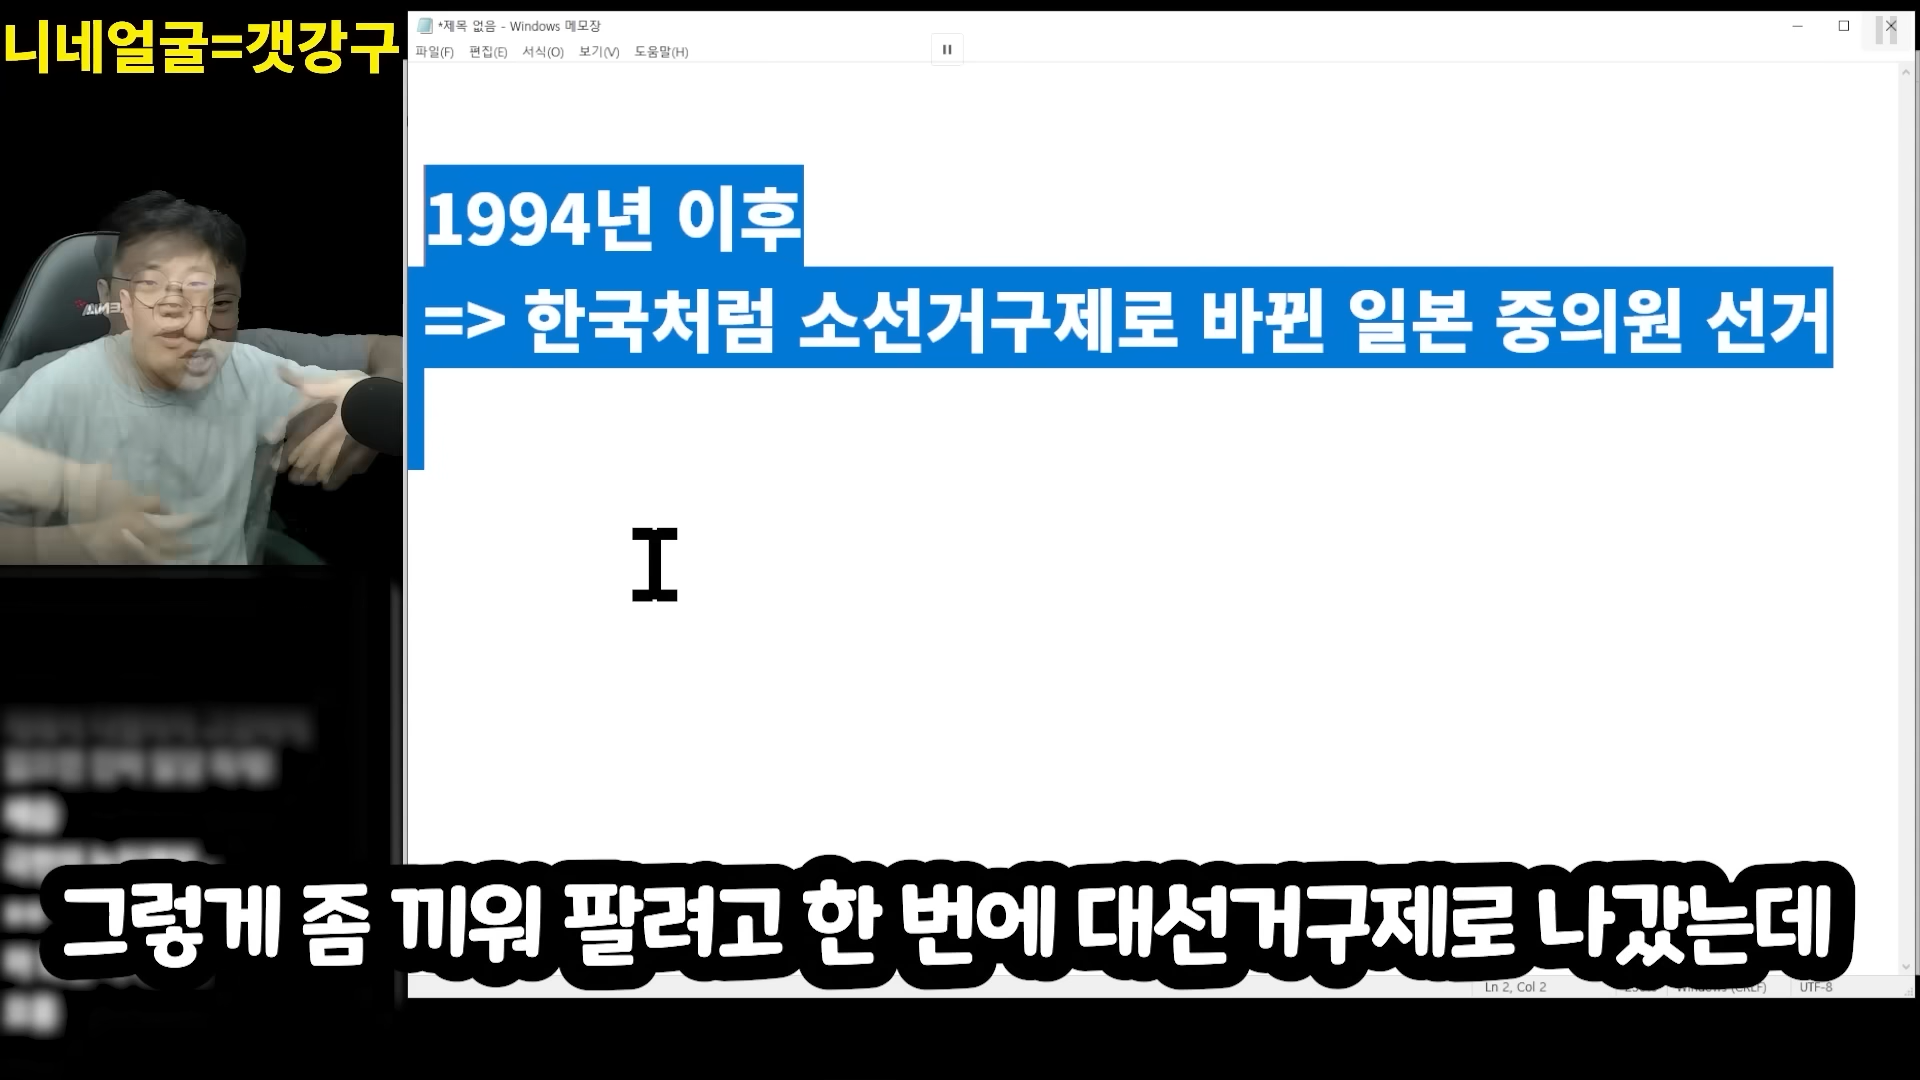 니네얼굴=갯강구
*제목 없음 - Windows 메모장
파일(F) 편집(E) 서식(O) 보기(V) 도움말(H)
1994년 이후
=> 한국처럼 소선거구제로 바뀐 일본 중의원 선거
그렇게 좀 끼워 팔려고 한 번에 대선거구제로 나갔는데
Ln 2, Col 2 Windows (CRLF) UTF-8